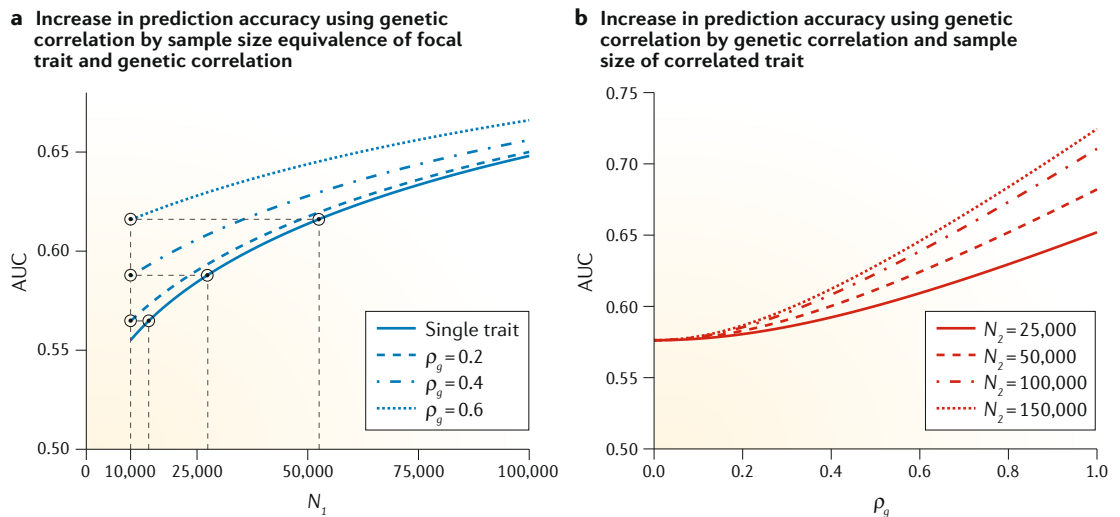 a Increase in prediction accuracy using genetic
correlation by sample size equivalence of focal
trait and genetic correlation
AUC
0.65
0.60
0.55
0.50
0
10,000
25,000
50,000
75,000
100,000
N₁
Single trait
ρg = 0.2
ρg = 0.4
ρg = 0.6
b Increase in prediction accuracy using genetic
correlation by genetic correlation and sample
size of correlated trait
AUC
0.75
0.70
0.65
0.60
0.55
0.50
0.0
0.2
0.4
0.6
0.8
1.0
ρg
N₂ = 25,000
N₂ = 50,000
N₂ = 100,000
N₂ = 150,000